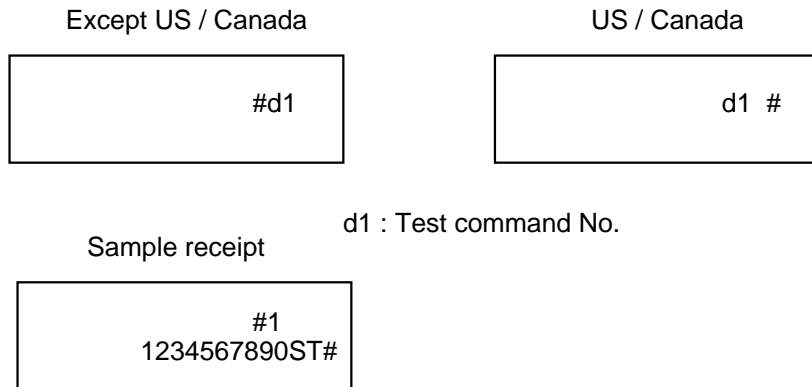 Except US / Canada
US / Canada
#d1
d1 #
d1 : Test command No.
Sample receipt
#1
1234567890ST#